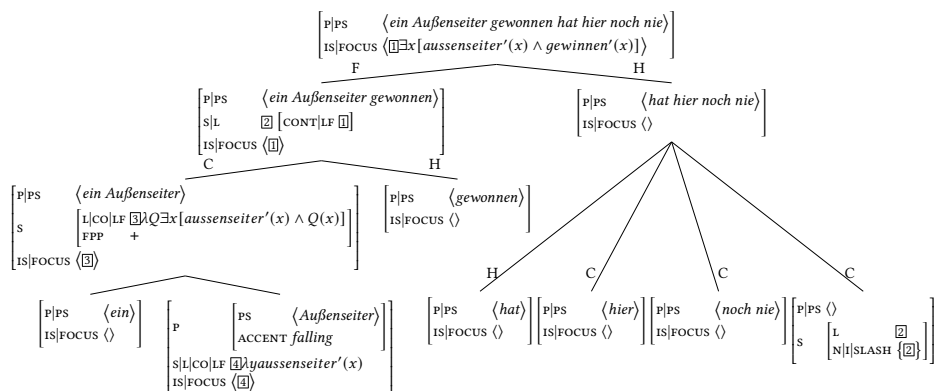 P|PS ⟨ein Außenseiter gewonnen hat hier noch nie⟩
IS|FOCUS ⟨1∃x[aussenseiter′(x) ∧ gewinnen′(x)]⟩
F H
P|PS ⟨ein Außenseiter gewonnen⟩
S|L 2 [CONT|LF 1]
IS|FOCUS ⟨1⟩
P|PS ⟨hat hier noch nie⟩
IS|FOCUS ⟨⟩
C H
P|PS ⟨ein Außenseiter⟩
S [L|CO|LF 3λQ∃x[aussenseiter′(x) ∧ Q(x)]
FPP +]
IS|FOCUS ⟨3⟩
P|PS ⟨gewonnen⟩
IS|FOCUS ⟨⟩
H C C C
P|PS ⟨ein⟩
IS|FOCUS ⟨⟩
P [PS ⟨Außenseiter⟩
ACCENT falling]
S|L|CO|LF 4λyaussenseiter′(x)
IS|FOCUS ⟨4⟩
P|PS ⟨hat⟩
IS|FOCUS ⟨⟩
P|PS ⟨hier⟩
IS|FOCUS ⟨⟩
P|PS ⟨noch nie⟩
IS|FOCUS ⟨⟩
P|PS ⟨⟩
S [L 2
N|I|SLASH {2}]